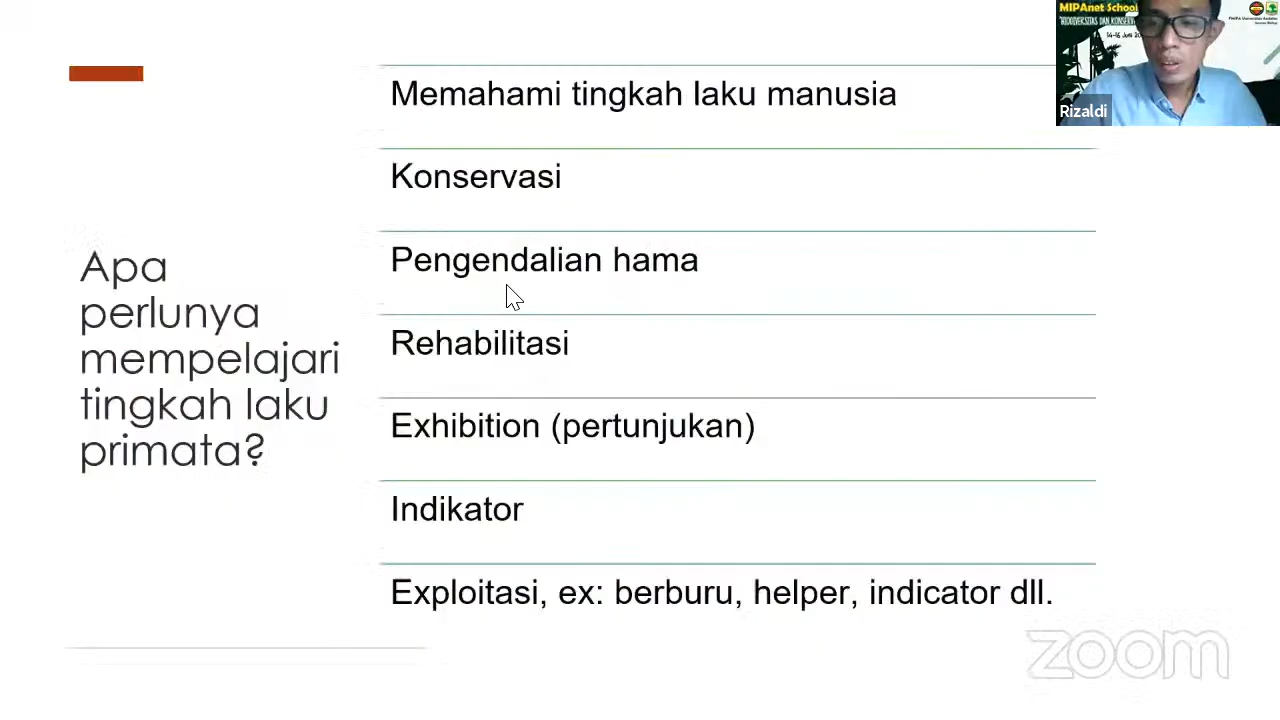 Apa
perlunya
mempelajari
tingkah laku
primata?
Memahami tingkah laku manusia
Konservasi
Pengendalian hama
Rehabilitasi
Exhibition (pertunjukan)
Indikator
Exploitasi, ex: berburu, helper, indicator dll.
MIPAnet School
Rizaldi
zoom